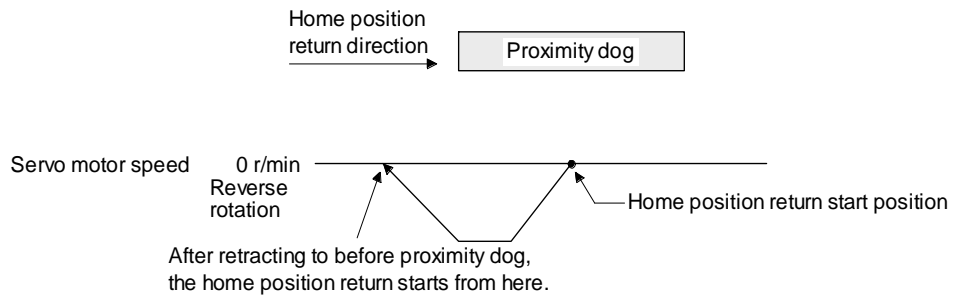 Home position
return direction
Proximity dog
Servo motor speed 0 r/min
Reverse
rotation
Home position return start position
After retracting to before proximity dog,
the home position return starts from here.